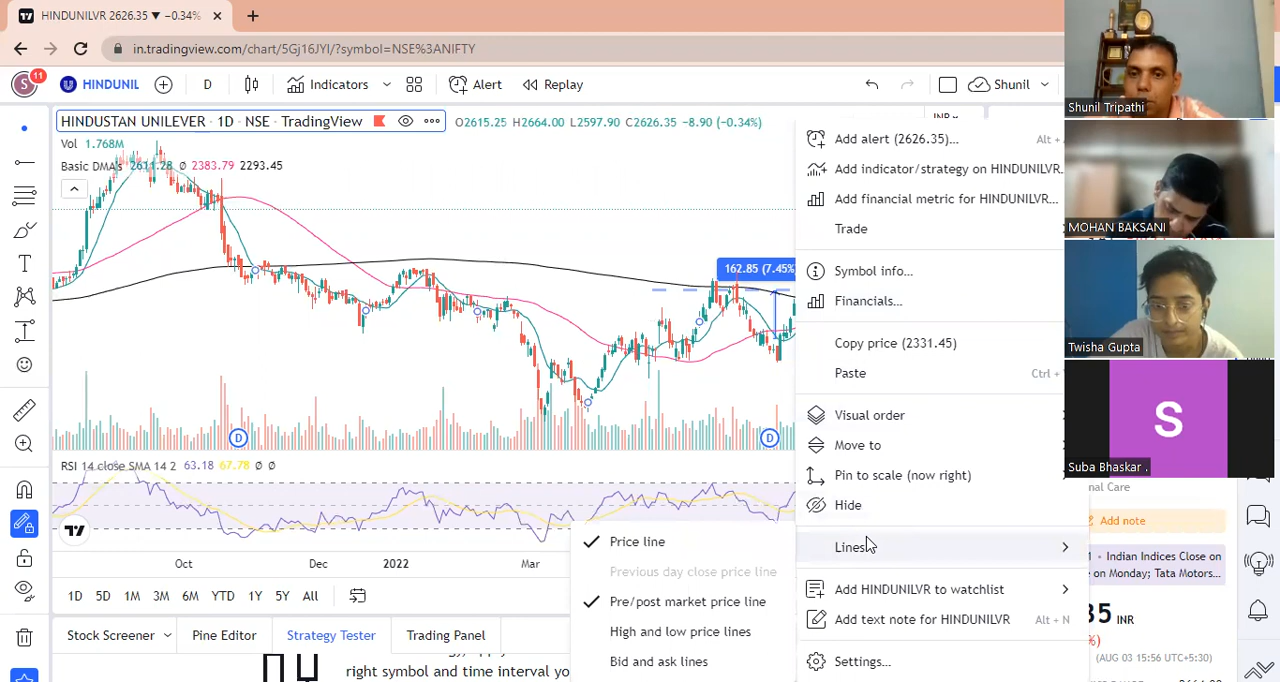 HINDUNILVR 2626.35 ▼ −0.34%
in.tradingview.com/chart/5Gj16JYI/?symbol=NSE%3ANIFTY
S 11 HINDUNIL D Indicators Alert Replay Shunil
HINDUSTAN UNILEVER · 1D · NSE · TradingView O2615.25 H2664.00 L2597.90 C2626.35 −8.90 (−0.34%)
Vol 1.768M
Basic DMA's 2611.28 Ø 2383.79 2293.45
162.85 (7.45%)
D D
RSI 14 close SMA 14 2 63.18 67.78 Ø Ø
Oct Dec 2022 Mar
1D 5D 1M 3M 6M YTD 1Y 5Y All
Stock Screener Pine Editor Strategy Tester Trading Panel
right symbol and time interval yo
Add alert (2626.35)... Alt +
Add indicator/strategy on HINDUNILVR.
Add financial metric for HINDUNILVR...
Trade
Symbol info...
Financials...
Copy price (2331.45)
Paste Ctrl +
Visual order
Move to
Pin to scale (now right)
Hide
Lines
Add HINDUNILVR to watchlist
Add text note for HINDUNILVR Alt + N
Settings...
Price line
Previous day close price line
Pre/post market price line
High and low price lines
Bid and ask lines
Shunil Tripathi
MOHAN BAKSANI
Twisha Gupta
S
Suba Bhaskar .
nal Care
Add note
Indian Indices Close on
e on Monday; Tata Motors...
35 INR
(AUG 03 15:56 UTC+5:30)